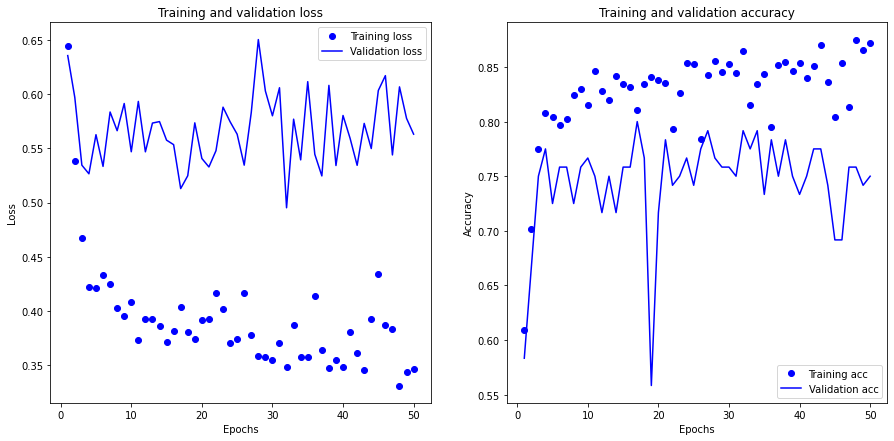 Training and validation loss
Training loss
Validation loss
0.65
0.60
0.55
0.50
0.45
0.40
0.35
Loss
0
10
20
30
40
50
Epochs
Training and validation accuracy
0.85
0.80
0.75
0.70
0.65
0.60
0.55
Accuracy
Training acc
Validation acc
0
10
20
30
40
50
Epochs